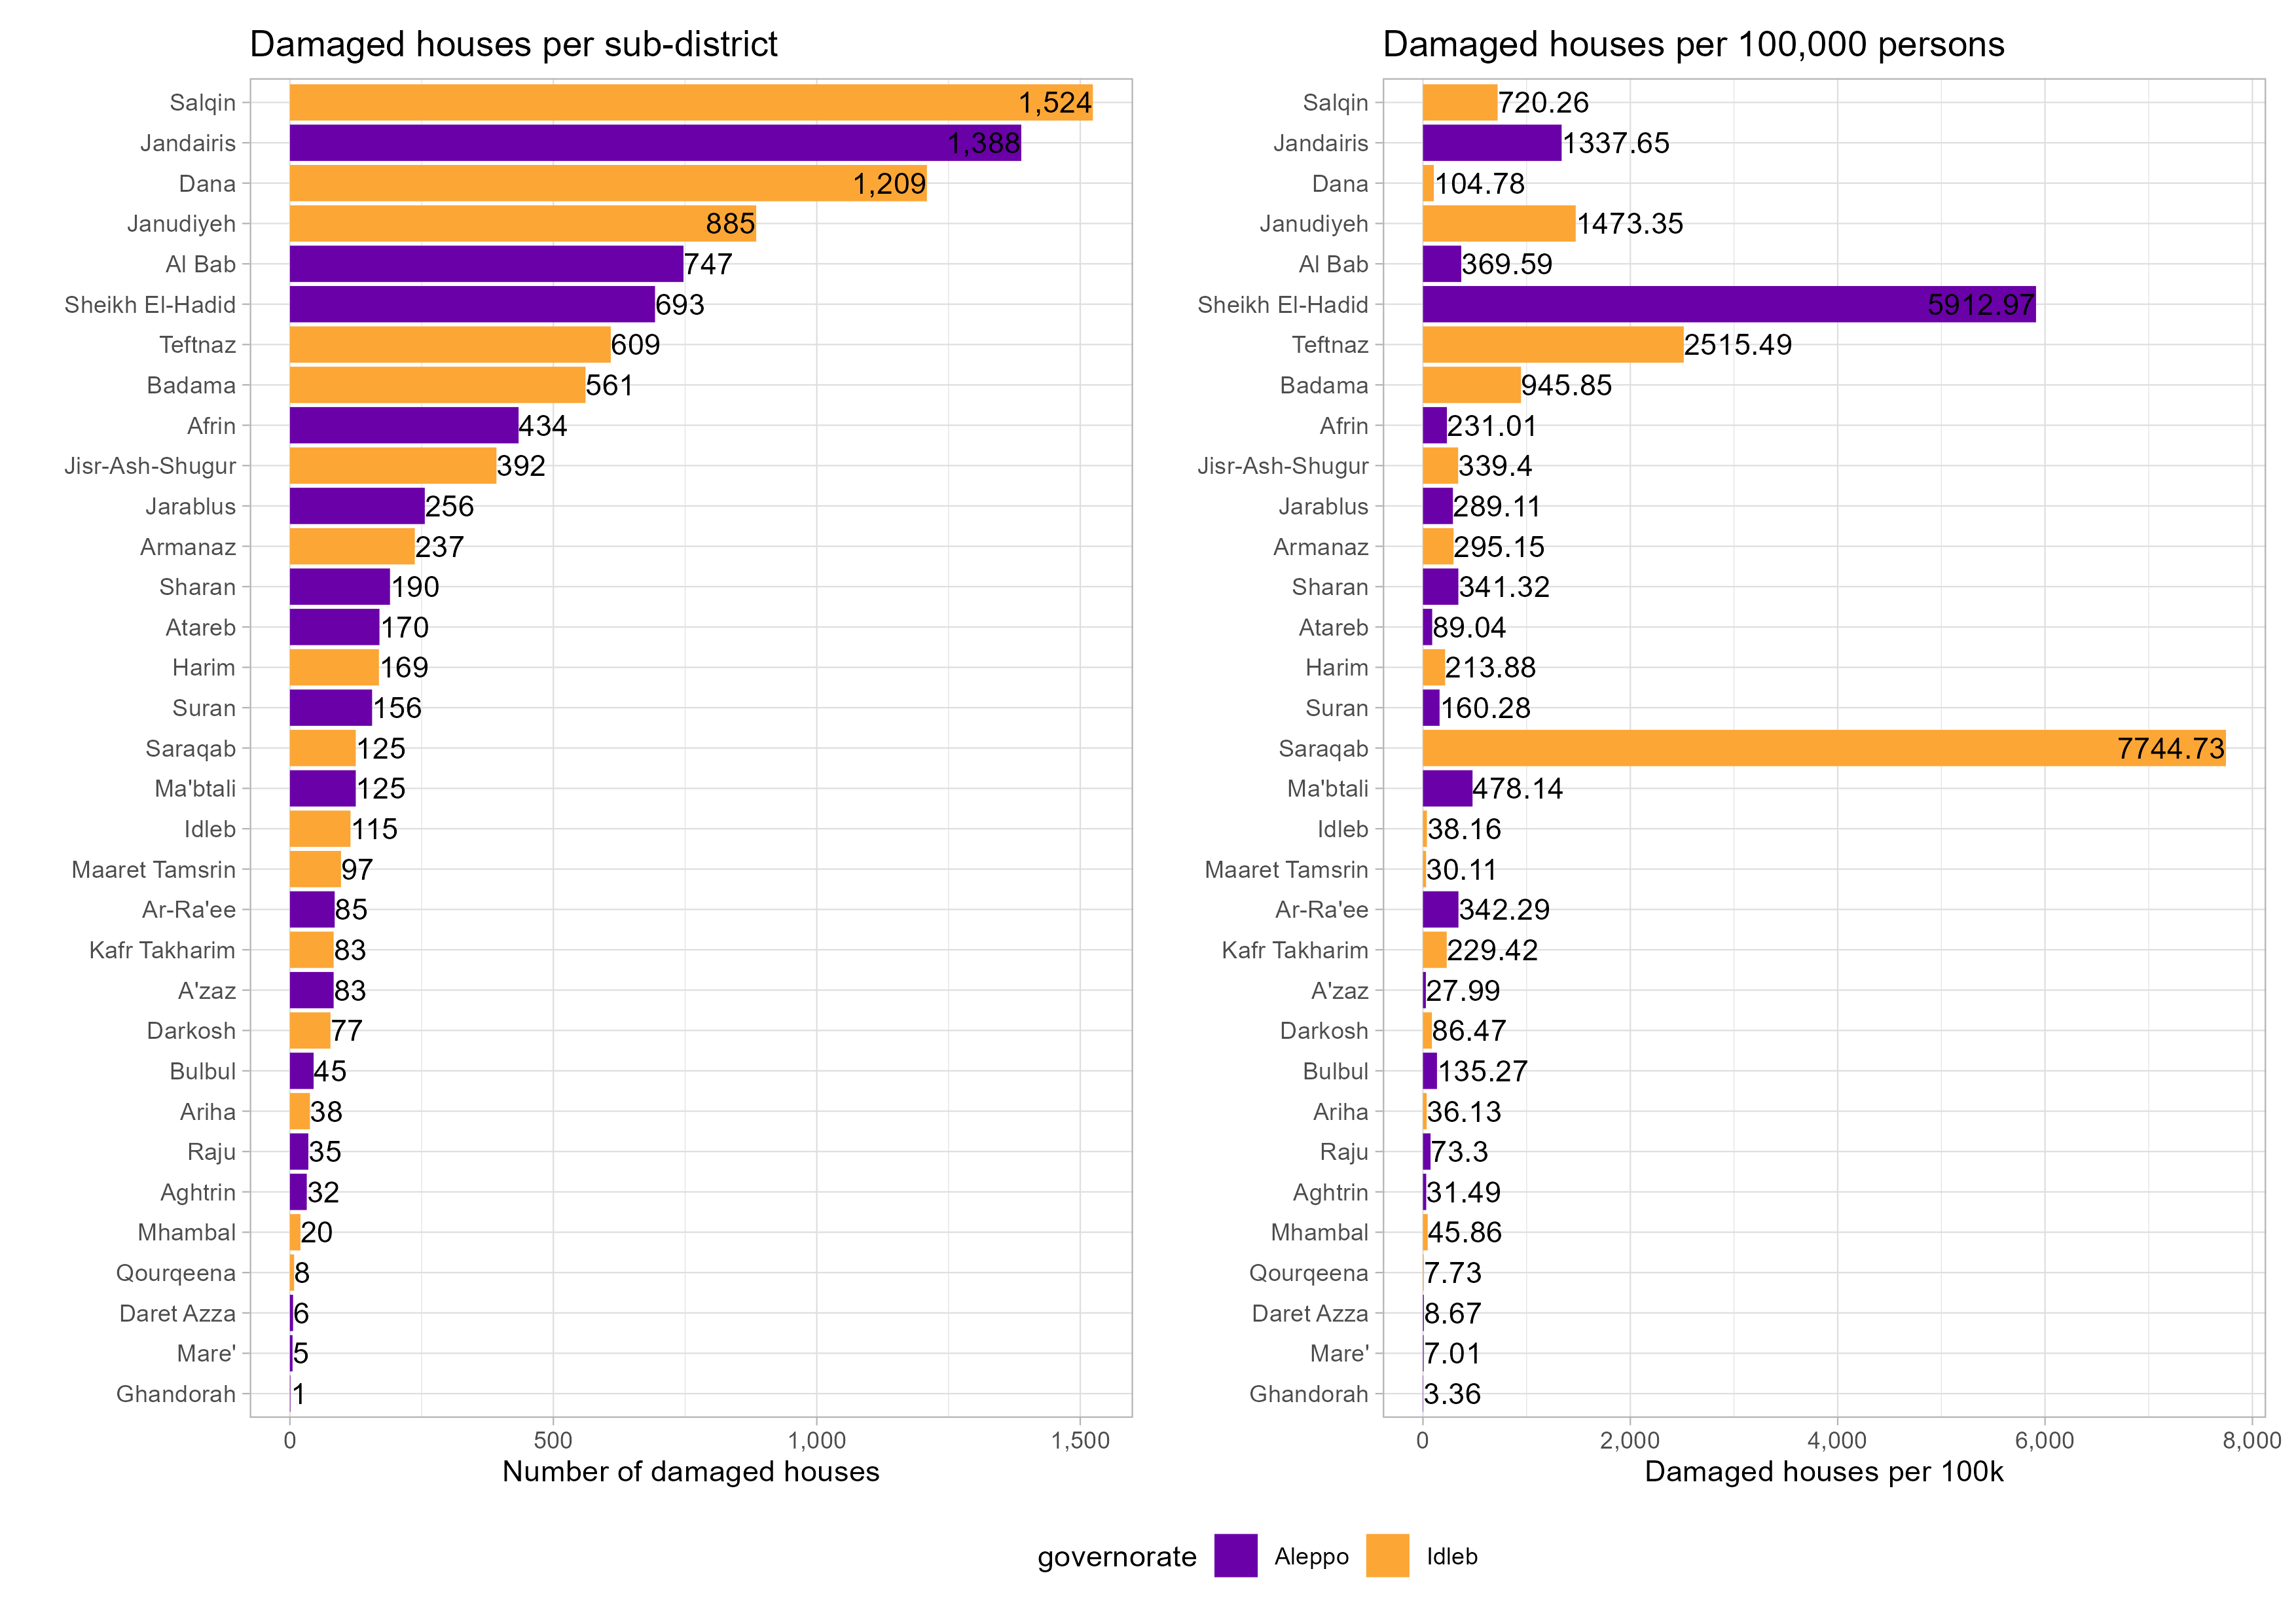 Damaged houses per sub-district
Salqin 1,524
Jandairis 1,388
Dana 1,209
Janudiyeh 885
Al Bab 747
Sheikh El-Hadid 693
Teftnaz 609
Badama 561
Afrin 434
Jisr-Ash-Shugur 392
Jarablus 256
Armanaz 237
Sharan 190
Atareb 170
Harim 169
Suran 156
Saraqab 125
Ma'btali 125
Idleb 115
Maaret Tamsrin 97
Ar-Ra'ee 85
Kafr Takharim 83
A'zaz 83
Darkosh 77
Bulbul 45
Ariha 38
Raju 35
Aghtrin 32
Mhambal 20
Qourqeena 8
Daret Azza 6
Mare' 5
Ghandorah 1
0 500 1,000 1,500
Number of damaged houses
Damaged houses per 100,000 persons
Salqin 720.26
Jandairis 1337.65
Dana 104.78
Janudiyeh 1473.35
Al Bab 369.59
Sheikh El-Hadid 5912.97
Teftnaz 2515.49
Badama 945.85
Afrin 231.01
Jisr-Ash-Shugur 339.4
Jarablus 289.11
Armanaz 295.15
Sharan 341.32
Atareb 89.04
Harim 213.88
Suran 160.28
Saraqab 7744.73
Ma'btali 478.14
Idleb 38.16
Maaret Tamsrin 30.11
Ar-Ra'ee 342.29
Kafr Takharim 229.42
A'zaz 27.99
Darkosh 86.47
Bulbul 135.27
Ariha 36.13
Raju 73.3
Aghtrin 31.49
Mhambal 45.86
Qourqeena 7.73
Daret Azza 8.67
Mare' 7.01
Ghandorah 3.36
0 2,000 4,000 6,000 8,000
Damaged houses per 100k
governorate Aleppo Idleb